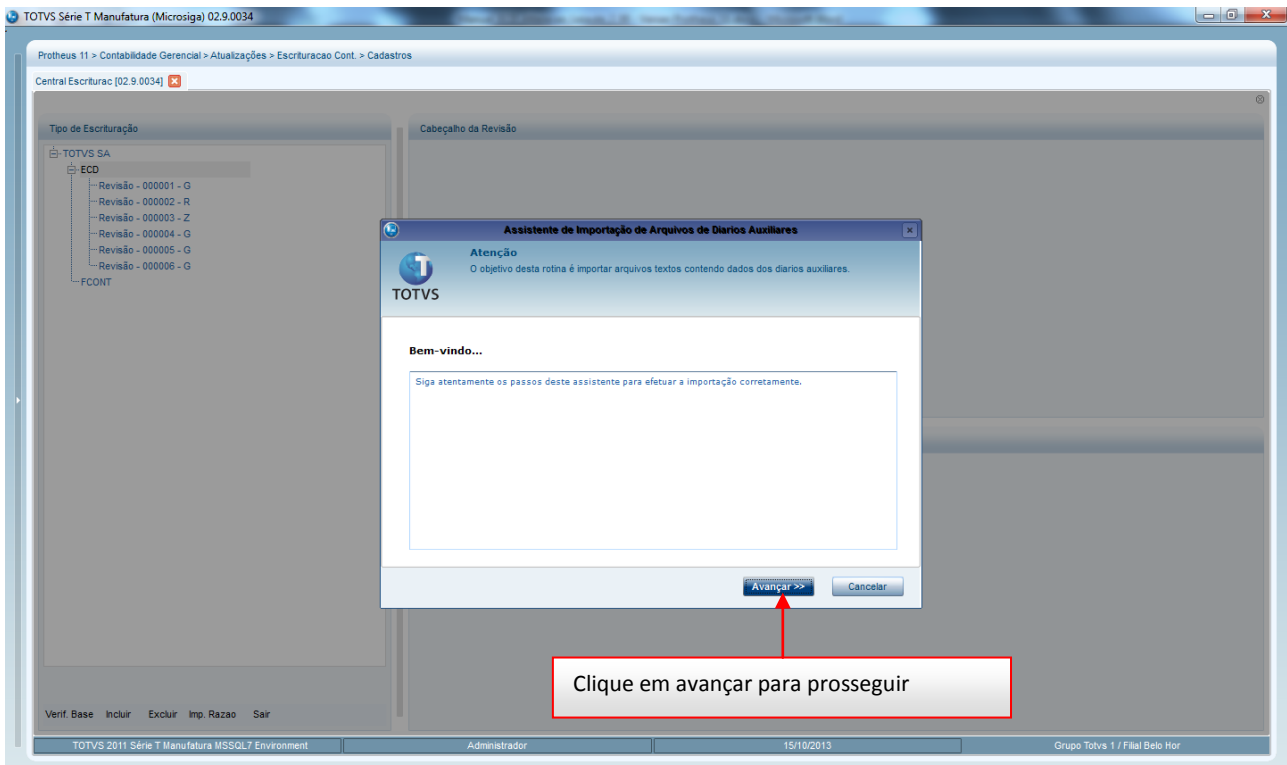 TOTVS Série T Manufatura (Microsiga) 02.9.0034
Protheus 11 > Contabilidade Gerencial > Atualizações > Escrituracao Cont. > Cadastros
Central Escriturac [02.9.0034]
Tipo de Escrituração
Cabeçalho da Revisão
TOTVS SA
ECD
Revisão - 000001 - G
Revisão - 000002 - R
Revisão - 000003 - Z
Revisão - 000004 - G
Revisão - 000005 - G
Revisão - 000006 - G
FCONT
Assistente de Importação de Arquivos de Diarios Auxiliares
Atenção
O objetivo desta rotina é importar arquivos textos contendo dados dos diarios auxiliares.
TOTVS
Bem-vindo...
Siga atentamente os passos deste assistente para efetuar a importação corretamente.
Avançar >> Cancelar
Clique em avançar para prosseguir
Verif. Base Incluir Excluir Imp. Razao Sair
TOTVS 2011 Série T Manufatura MSSQL7 Environment Administrador 15/10/2013 Grupo Totvs 1 / Filial Belo Hor